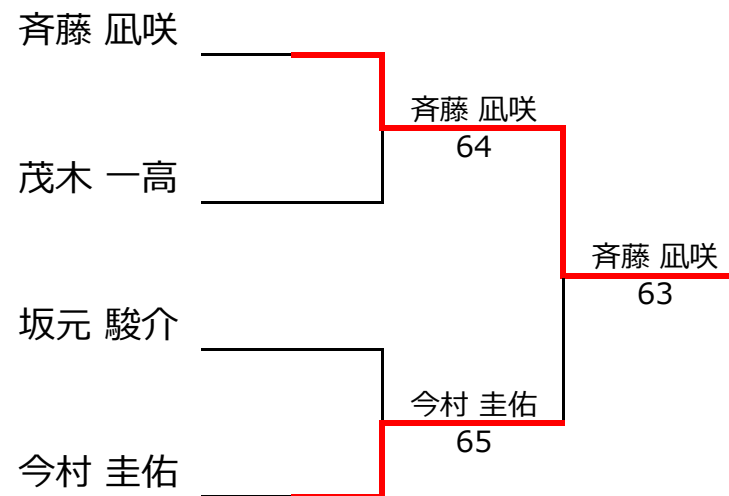 斉藤 凪咲
斉藤 凪咲
64
茂木 一高
斉藤 凪咲
63
坂元 駿介
今村 圭佑
65
今村 圭佑